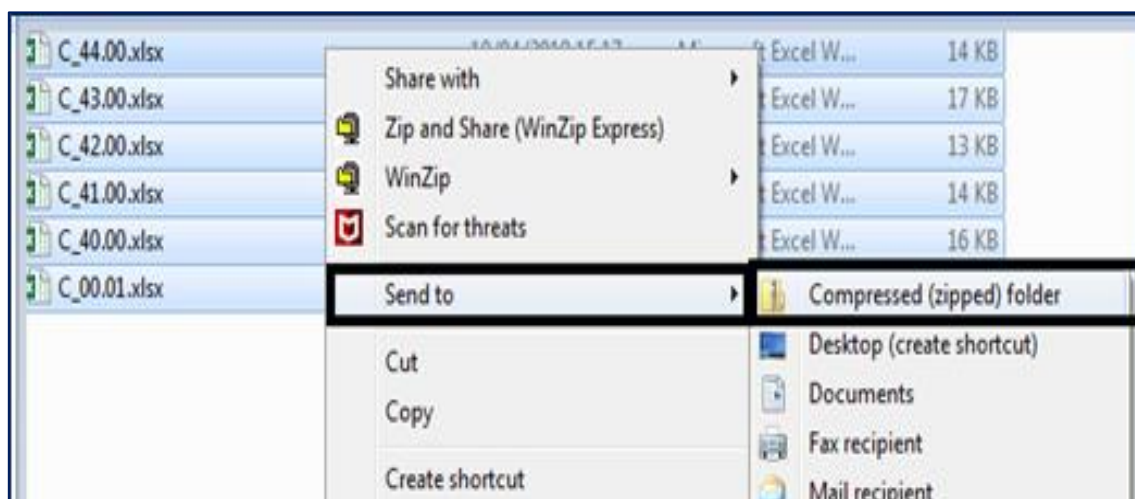 C_44.00.xlsx 14 KB
C_43.00.xlsx Excel W... 17 KB
C_42.00.xlsx Excel W... 13 KB
C_41.00.xlsx Excel W... 14 KB
C_40.00.xlsx Excel W... 16 KB
C_00.01.xlsx
Share with
Zip and Share (WinZip Express)
WinZip
Scan for threats
Send to
Cut
Copy
Create shortcut
Compressed (zipped) folder
Desktop (create shortcut)
Documents
Fax recipient
Mail recipient